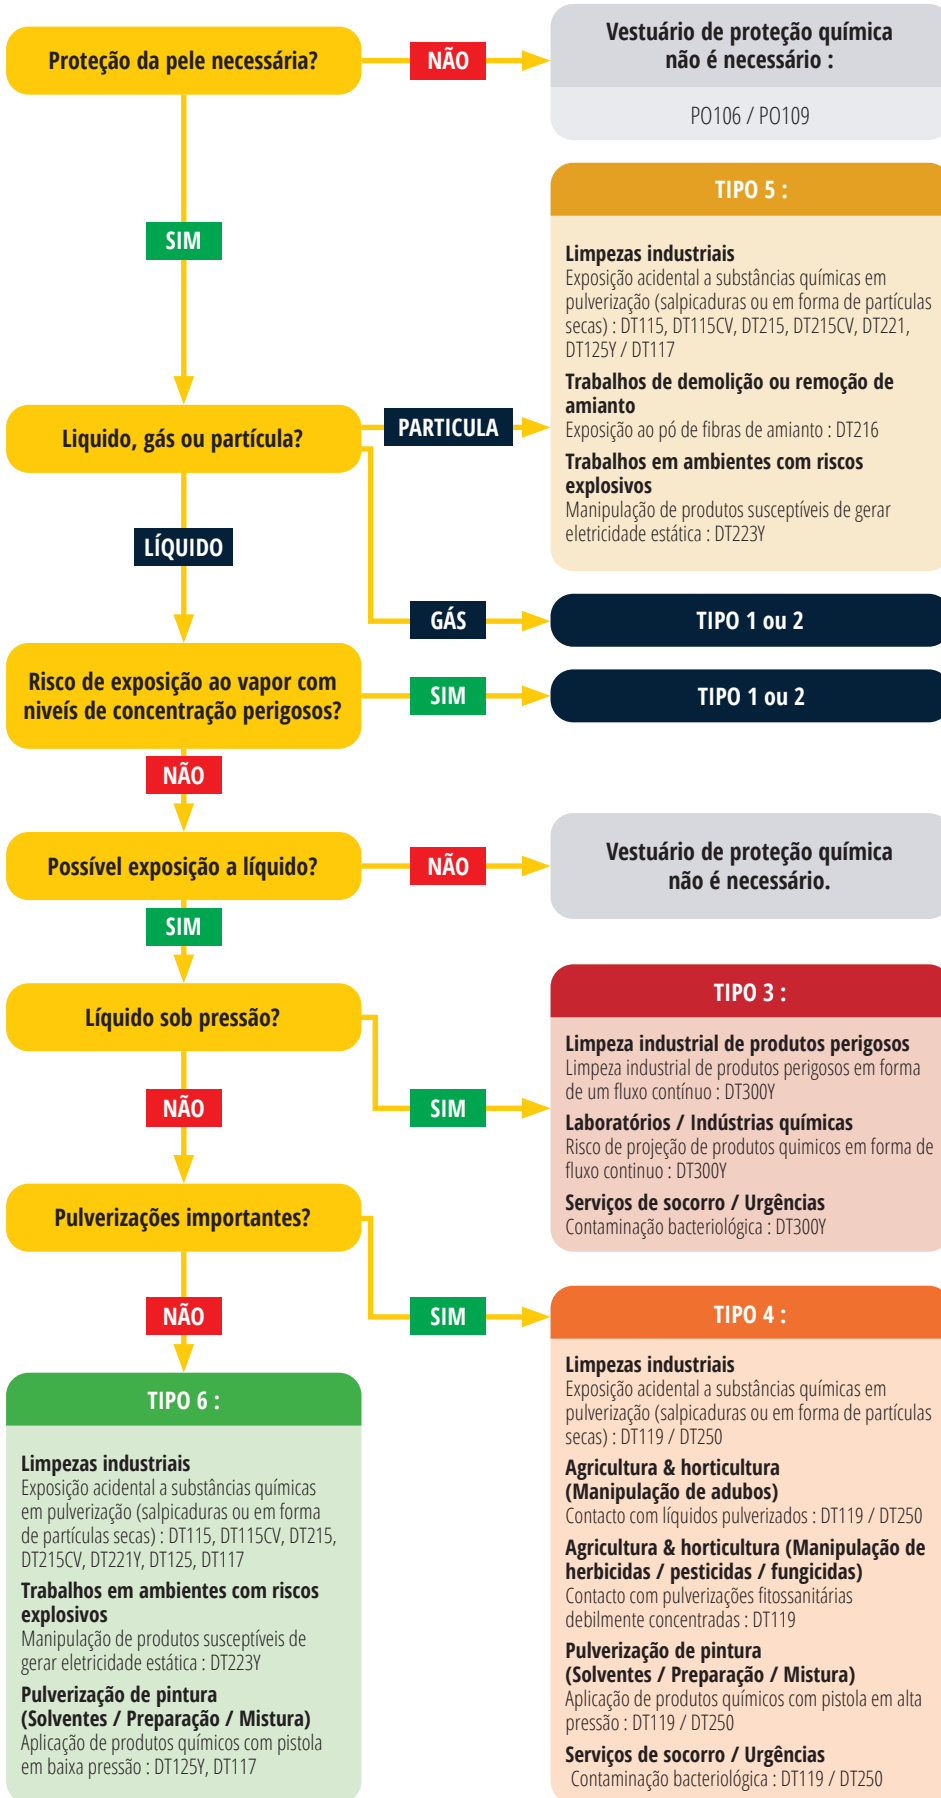 Proteção da pele necessária?
NÃO
Vestuário de proteção química
não é necessário :
PO106 / PO109
SIM
TIPO 5 :
Limpezas industriais
Exposição acidental a substâncias químicas em
pulverização (salpicaduras ou em forma de partículas
secas) : DT115, DT115CV, DT215, DT215CV, DT221,
DT125Y / DT117
Trabalhos de demolição ou remoção de
amianto
Exposição ao pó de fibras de amianto : DT216
Trabalhos em ambientes com riscos
explosivos
Manipulação de produtos susceptíveis de gerar
eletricidade estática : DT223Y
Liquido, gás ou partícula?
PARTICULA
LÍQUIDO
GÁS
TIPO 1 ou 2
Risco de exposição ao vapor com
niveís de concentração perigosos?
SIM
TIPO 1 ou 2
NÃO
Possível exposição a líquido?
NÃO
Vestuário de proteção química
não é necessário.
SIM
Líquido sob pressão?
SIM
TIPO 3 :
Limpeza industrial de produtos perigosos
Limpeza industrial de produtos perigosos em forma
de um fluxo contínuo : DT300Y
Laboratórios / Indústrias químicas
Risco de projeção de produtos quimicos em forma de
fluxo continuo : DT300Y
Serviços de socorro / Urgências
Contaminação bacteriológica : DT300Y
NÃO
Pulverizações importantes?
SIM
TIPO 4 :
Limpezas industriais
Exposição acidental a substâncias químicas em
pulverização (salpicaduras ou em forma de partículas
secas) : DT119 / DT250
Agricultura & horticultura
(Manipulação de adubos)
Contacto com líquidos pulverizados : DT119 / DT250
Agricultura & horticultura (Manipulação de
herbicidas / pesticidas / fungicidas)
Contacto com pulverizações fitossanitárias
debilmente concentradas : DT119
Pulverização de pintura
(Solventes / Preparação / Mistura)
Aplicação de produtos químicos com pistola em alta
pressão : DT119 / DT250
Serviços de socorro / Urgências
Contaminação bacteriológica : DT119 / DT250
NÃO
TIPO 6 :
Limpezas industriais
Exposição acidental a substâncias químicas
em pulverização (salpicaduras ou em forma
de partículas secas) : DT115, DT115CV, DT215,
DT215CV, DT221Y, DT125, DT117
Trabalhos em ambientes com riscos
explosivos
Manipulação de produtos susceptíveis de
gerar eletricidade estática : DT223Y
Pulverização de pintura
(Solventes / Preparação / Mistura)
Aplicação de produtos químicos com pistola
em baixa pressão : DT125Y, DT117